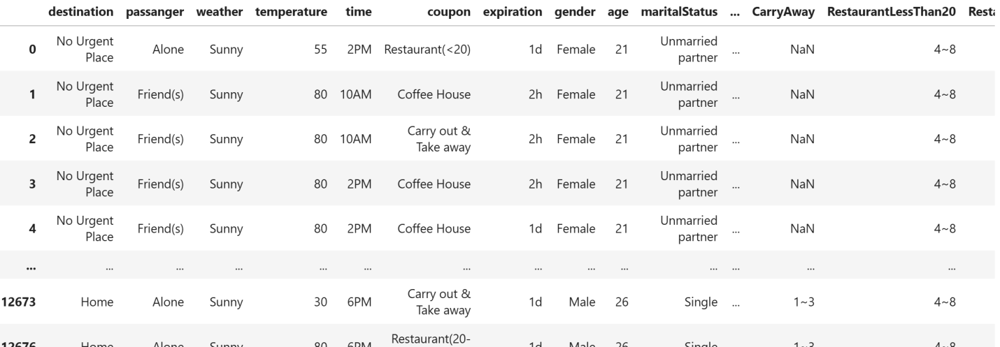 destination passanger weather temperature time coupon expiration gender age maritalStatus ... CarryAway RestaurantLessThan20 Resta
0 No Urgent Place Alone Sunny 55 2PM Restaurant(<20) 1d Female 21 Unmarried partner ... NaN 4~8
1 No Urgent Place Friend(s) Sunny 80 10AM Coffee House 2h Female 21 Unmarried partner ... NaN 4~8
2 No Urgent Place Friend(s) Sunny 80 10AM Carry out & Take away 2h Female 21 Unmarried partner ... NaN 4~8
3 No Urgent Place Friend(s) Sunny 80 2PM Coffee House 2h Female 21 Unmarried partner ... NaN 4~8
4 No Urgent Place Friend(s) Sunny 80 2PM Coffee House 1d Female 21 Unmarried partner ... NaN 4~8
... ... ... ... ... ... ... ... ... ... ... ... ... ...
12673 Home Alone Sunny 30 6PM Carry out & Take away 1d Male 26 Single ... 1~3 4~8
12676 Home Alone Sunny 80 6PM Restaurant(20- 1d Male 26 Single ... 1~3 4~8